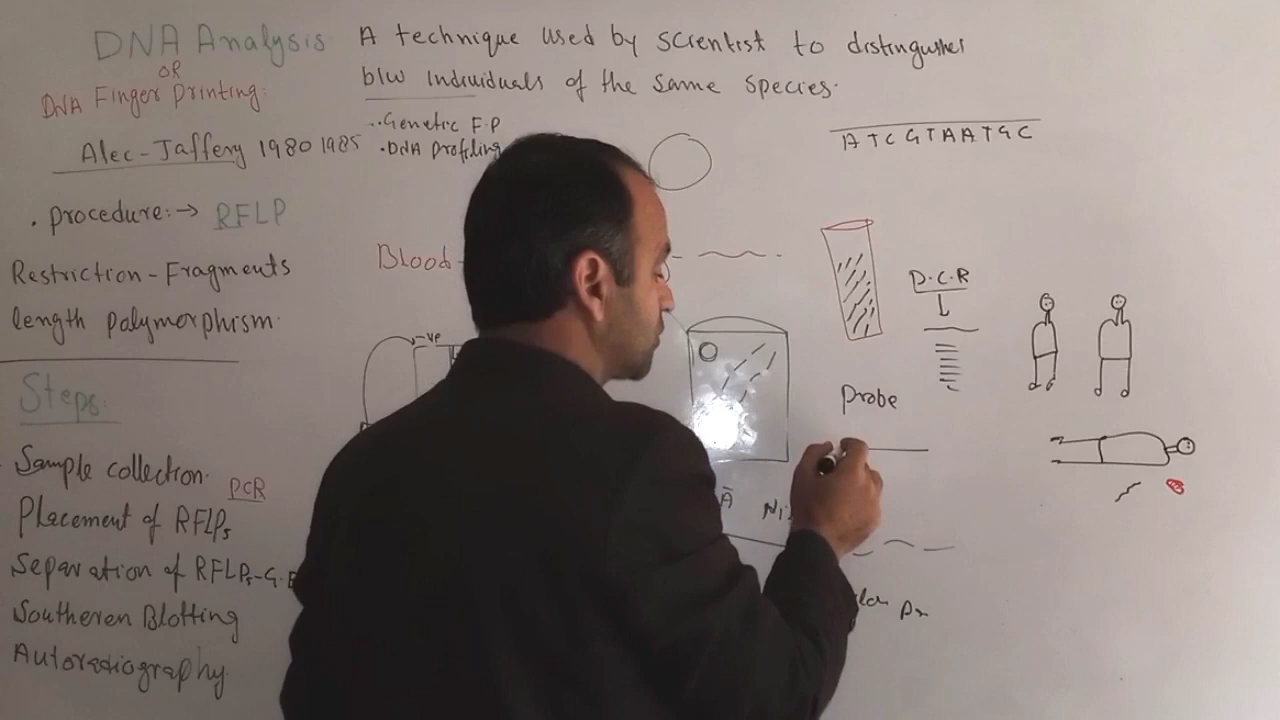 DNA Analysis
OR
DNA Finger printing:
A technique used by scientist to distinguisher
b/w Individuals of the same species.
Alec-Jaffery 1980 1985
..Genetic F.P
.DNA profiling
ATCGTAATGC
. procedure:→ RFLP
Restriction-Fragments
length polymorphism.
Steps:
Sample collection.
PCR
Placement of RFLPs
Separation of RFLPs-G.E
Southeren Blotting
Autoradiography
Blood
-ve
D.C.R
probe